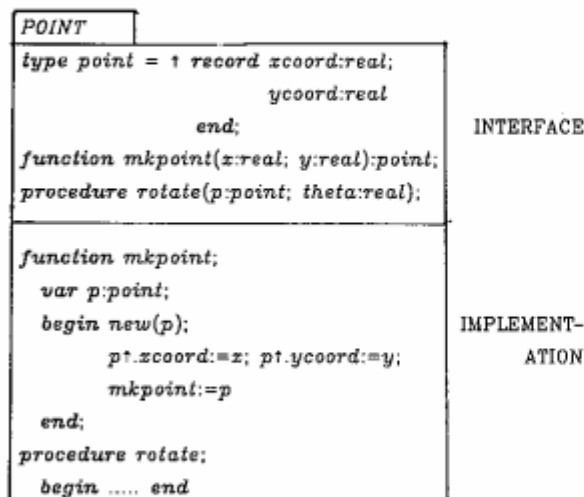 POINT
type point = ↑ record xcoord:real;
ycoord:real
end;
INTERFACE
function mkpoint(x:real; y:real):point;
procedure rotate(p:point; theta:real);
function mkpoint;
var p:point;
begin new(p);
IMPLEMENT-
p↑.xcoord:=x; p↑.ycoord:=y;
ATION
mkpoint:=p
end;
procedure rotate;
begin ..... end